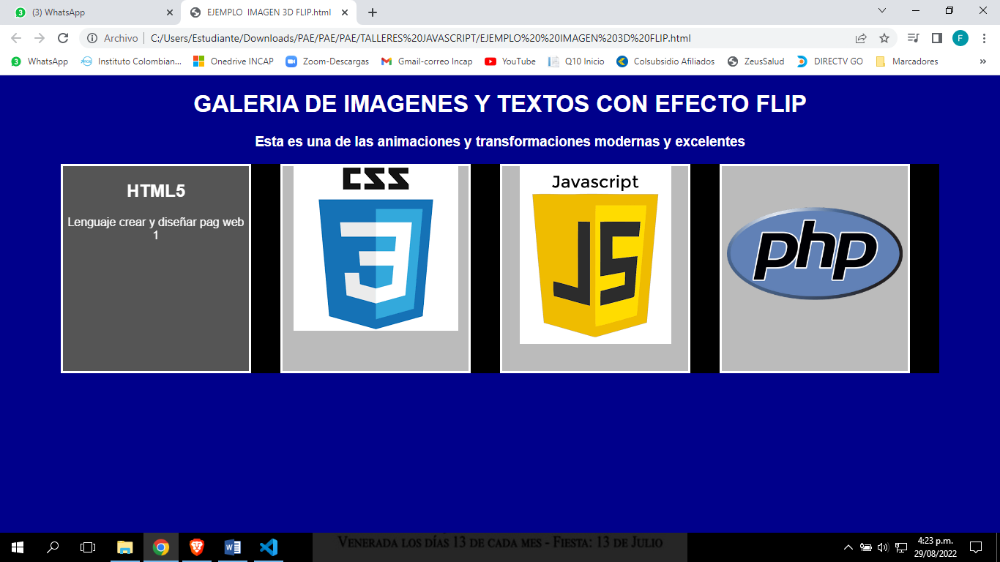 (3) WhatsApp
EJEMPLO IMAGEN 3D FLIP.html
Archivo
C:/Users/Estudiante/Downloads/PAE/PAE/PAE/TALLERES%20JAVASCRIPT/EJEMPLO%20%20IMAGEN%203D%20FLIP.html
F
WhatsApp
Instituto Colombian...
Onedrive INCAP
Zoom-Descargas
Gmail-correo Incap
YouTube
Q10 Inicio
Colsubsidio Afiliados
ZeusSalud
DIRECTV GO
Marcadores
»
GALERIA DE IMAGENES Y TEXTOS CON EFECTO FLIP
Esta es una de las animaciones y transformaciones modernas y excelentes
HTML5
Lenguaje crear y diseñar pag web
1
CSS
3
Javascript
JS
php
Venerada los días 13 de cada mes - Fiesta: 13 de Julio
4:23 p.m.
29/08/2022